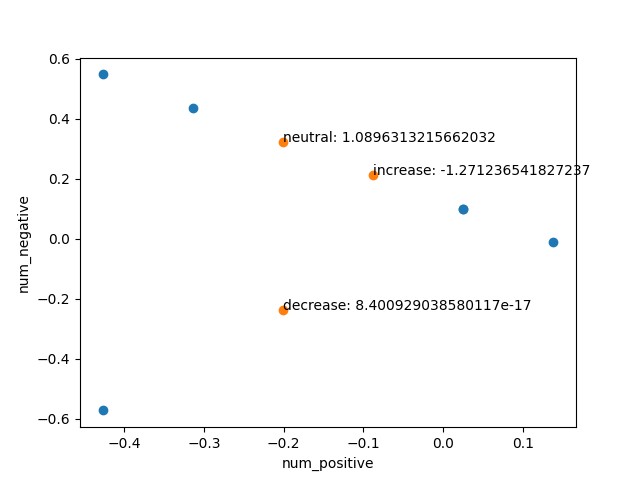 0.6
0.4
neutral: 1.0896313215662032
0.2
increase: -1.271236541827237
0.0
−0.2
decrease: 8.400929038580117e-17
−0.4
−0.6
num_negative
−0.4 −0.3 −0.2 −0.1 0.0 0.1
num_positive